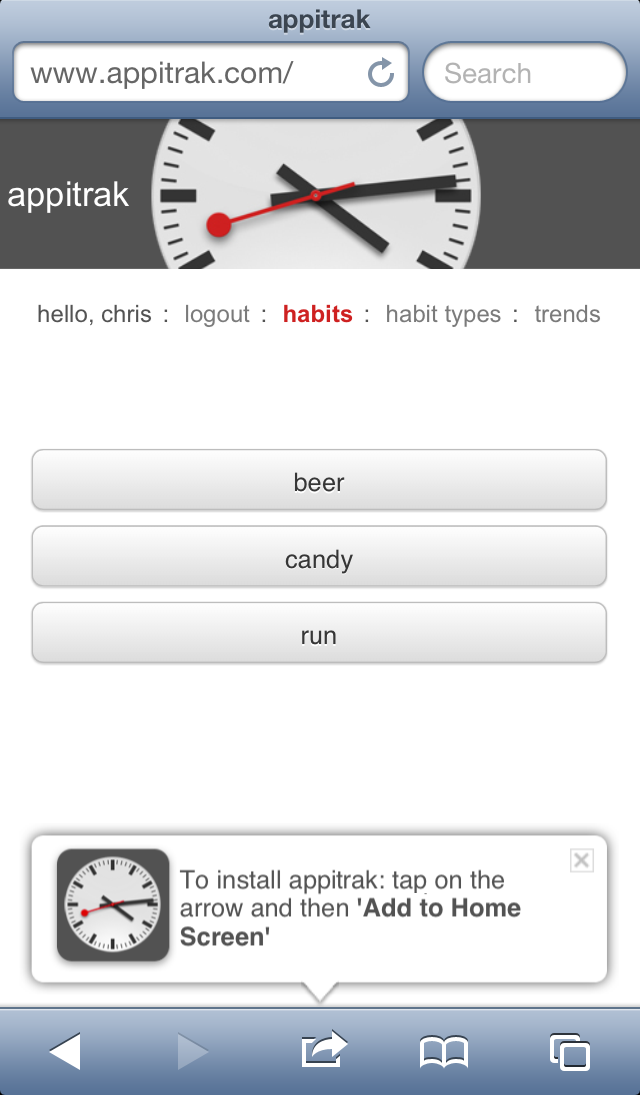 appitrak
www.appitrak.com/ Search
appitrak
hello, chris : logout : habits : habit types : trends
beer
candy
run
To install appitrak: tap on the
arrow and then 'Add to Home
Screen'